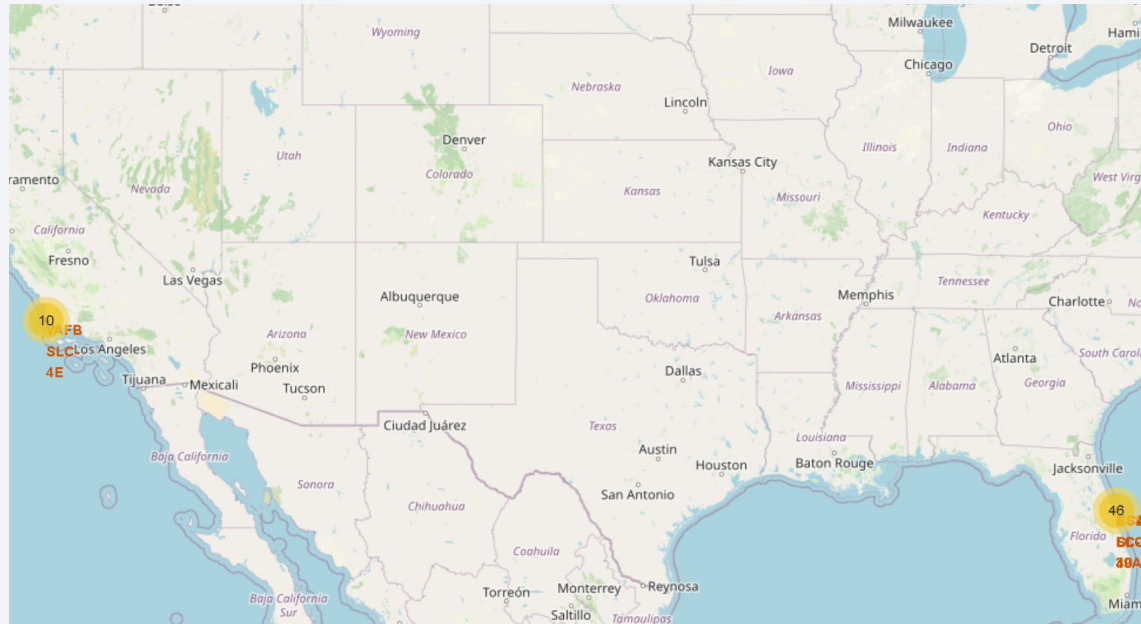 Milwaukee
Hami
Detroit
Wyoming
Chicago
Iowa
Nebraska
Lincoln
Ohio
Denver
Utah
Illinois
Indiana
Kansas City
Colorado
ramento
Nevada
Kansas
Missouri
West Virg
Kentucky
California
Fresno
Tulsa
Las Vegas
Tennessee
Albuquerque
Oklahoma
Memphis
Charlotte
No
10
Arkansas
AFB
Arizona
New Mexico
SLC-
Los Angeles
South Carol
4E
Phoenix
Atlanta
Dallas
Tijuana
Mexicali
Tucson
Mississippi
Alabama
Georgia
Ciudad Juárez
Texas
Louisiana
Austin
Baja California
Houston
Baton Rouge
Jacksonville
Sonora
San Antonio
Chihuahua
46
Florida
Coahuila
Torreón
Monterrey
Reynosa
Baja California
Sur
Miam
Saltillo
Tamaulipas